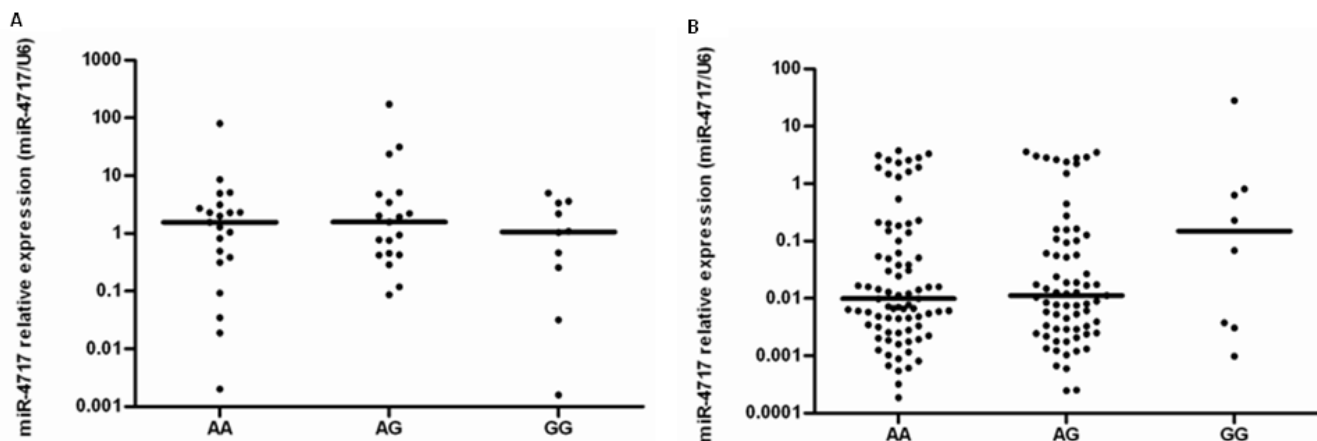 A
miR-4717 relative expression (miR-4717/U6)
1000
100
10
1
0.1
0.01
0.001
AA AG GG
B
miR-4717 relative expression (miR-4717/U6)
100
10
1
0.1
0.01
0.001
0.0001
AA AG GG